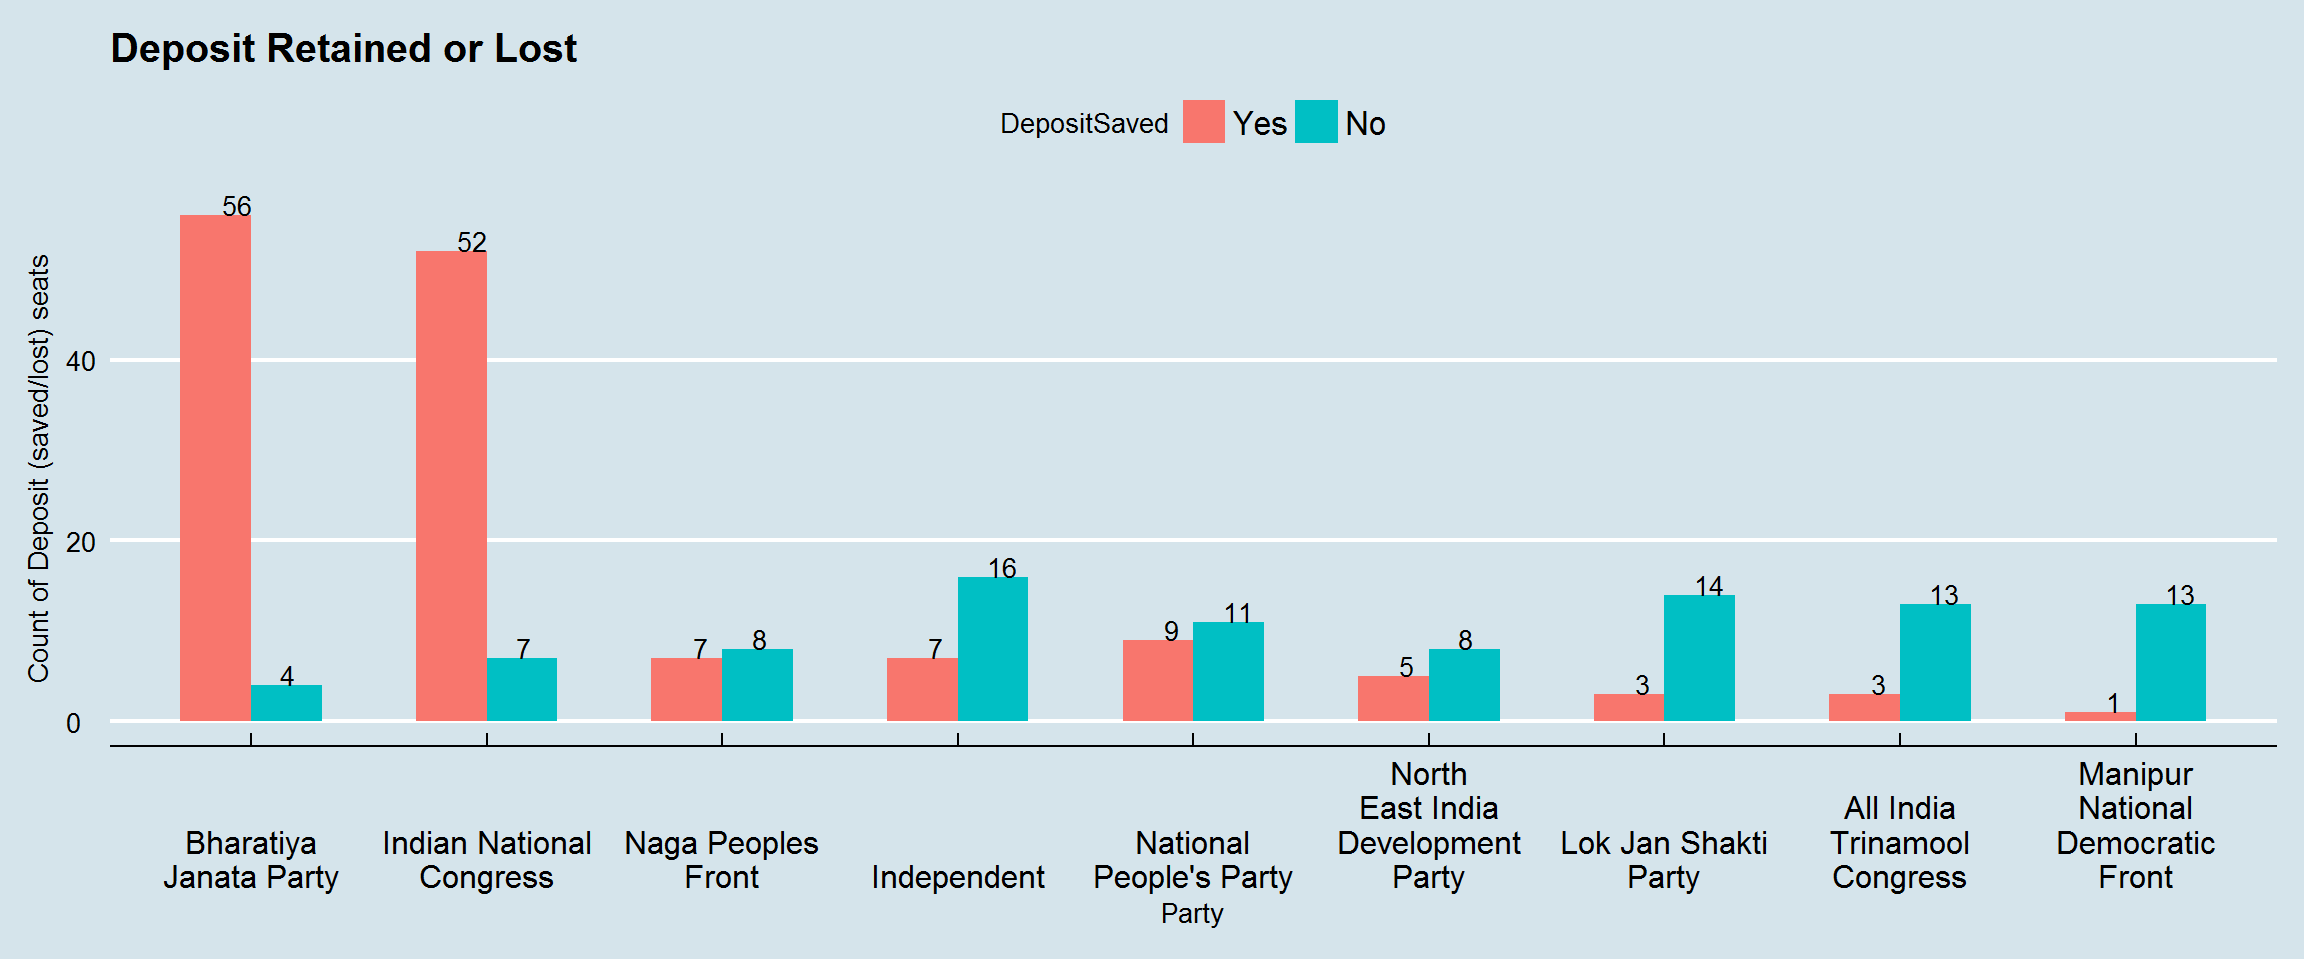 Deposit Retained or Lost
DepositSaved Yes No
Count of Deposit (saved/lost) seats
40
20
0
56
4
52
7
7
8
7
16
9
11
5
8
3
14
3
13
1
13
Bharatiya
Janata Party
Indian National
Congress
Naga Peoples
Front
Independent
National
People's Party
North
East India
Development
Party
Lok Jan Shakti
Party
All India
Trinamool
Congress
Manipur
National
Democratic
Front
Party